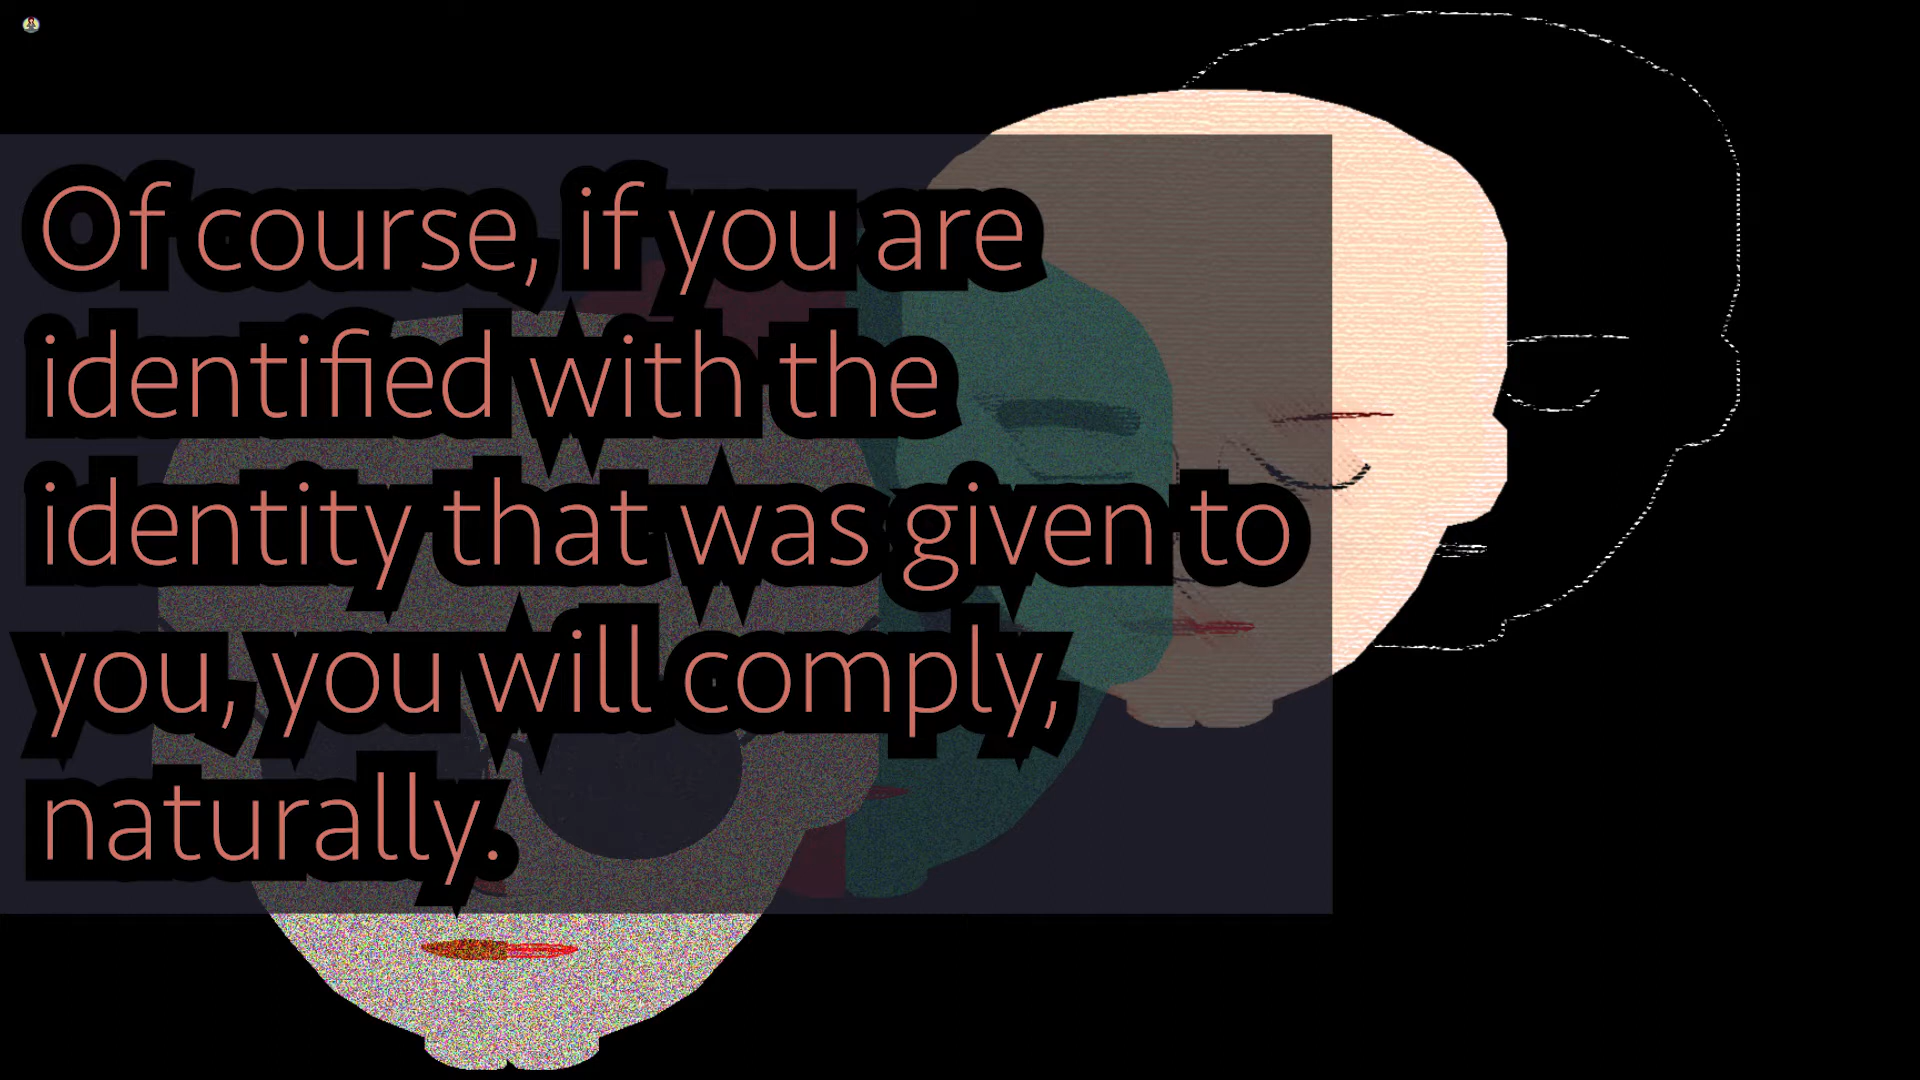 Of course, if you are
identified with the
identity that was given to
you, you will comply,
naturally.